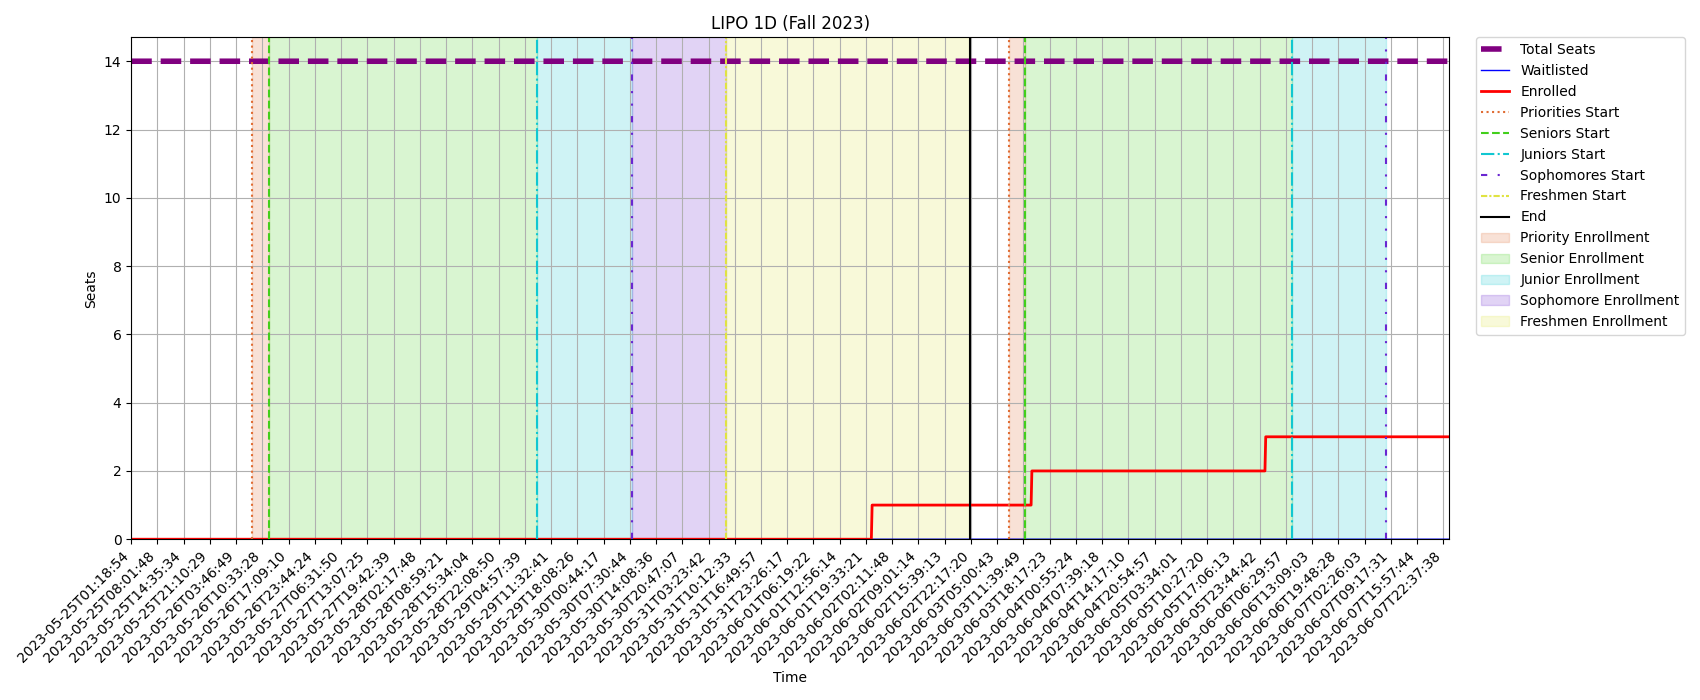 LIPO 1D (Fall 2023)
Seats
14
12
10
8
6
4
2
0
2023-05-25T01:18:54
2023-05-25T08:01:48
2023-05-25T14:35:34
2023-05-25T21:10:29
2023-05-26T03:46:49
2023-05-26T10:33:28
2023-05-26T17:09:10
2023-05-26T23:44:24
2023-05-27T06:31:50
2023-05-27T13:07:25
2023-05-27T19:42:39
2023-05-28T02:17:48
2023-05-28T08:59:21
2023-05-28T15:34:04
2023-05-28T22:08:50
2023-05-29T04:57:39
2023-05-29T11:32:41
2023-05-29T18:08:26
2023-05-30T00:44:17
2023-05-30T07:30:44
2023-05-30T14:08:36
2023-05-30T20:47:07
2023-05-31T03:23:42
2023-05-31T10:12:33
2023-05-31T16:49:57
2023-05-31T23:26:17
2023-06-01T06:19:22
2023-06-01T12:56:14
2023-06-01T19:33:21
2023-06-02T02:11:48
2023-06-02T09:01:14
2023-06-02T15:39:13
2023-06-02T22:17:20
2023-06-03T05:00:43
2023-06-03T11:39:49
2023-06-03T18:17:23
2023-06-04T00:55:24
2023-06-04T07:39:18
2023-06-04T14:17:10
2023-06-04T20:54:57
2023-06-05T03:34:01
2023-06-05T10:27:20
2023-06-05T17:06:13
2023-06-05T23:44:42
2023-06-06T06:29:57
2023-06-06T13:09:03
2023-06-06T19:48:28
2023-06-07T02:26:03
2023-06-07T09:17:31
2023-06-07T15:57:44
2023-06-07T22:37:38
Time
Total Seats
Waitlisted
Enrolled
Priorities Start
Seniors Start
Juniors Start
Sophomores Start
Freshmen Start
End
Priority Enrollment
Senior Enrollment
Junior Enrollment
Sophomore Enrollment
Freshmen Enrollment